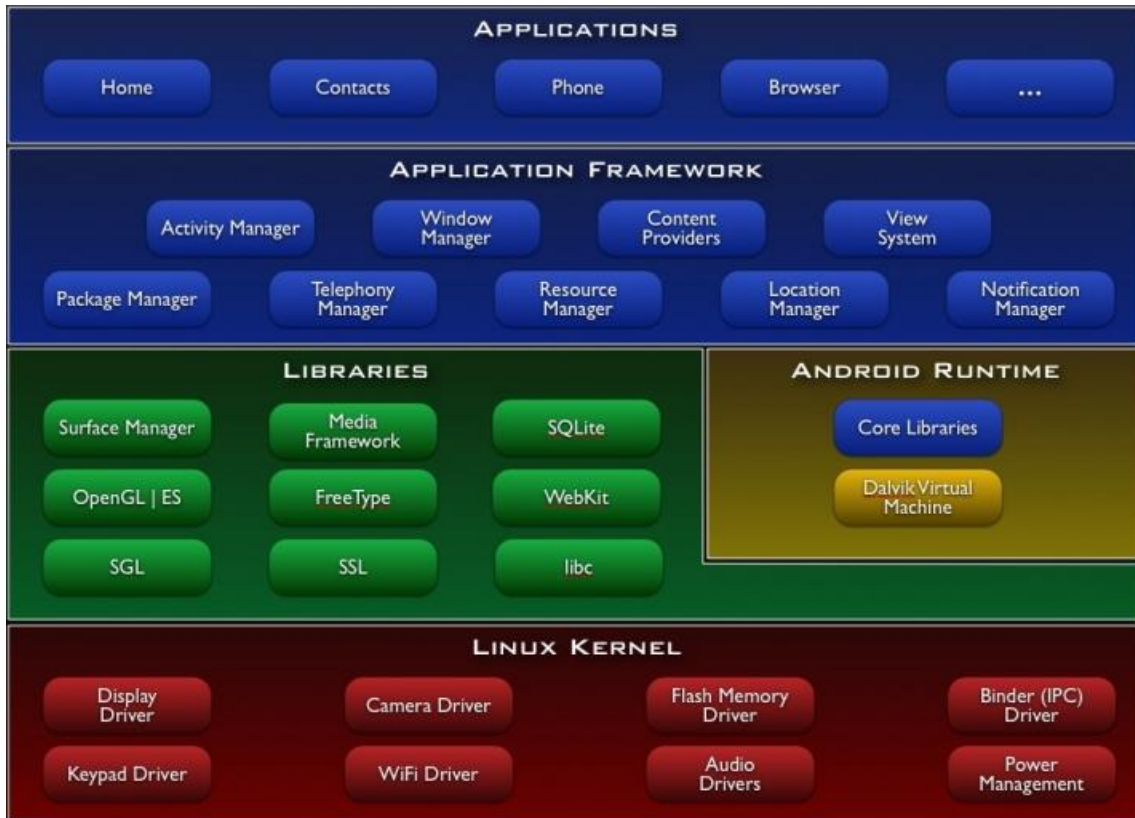 APPLICATIONS
Home
Contacts
Phone
Browser
...
APPLICATION FRAMEWORK
Activity Manager
Window
Manager
Content
Providers
View
System
Package Manager
Telephony
Manager
Resource
Manager
Location
Manager
Notification
Manager
LIBRARIES
Surface Manager
Media
Framework
SQLite
OpenGL | ES
FreeType
WebKit
SGL
SSL
libc
ANDROID RUNTIME
Core Libraries
Dalvik Virtual
Machine
LINUX KERNEL
Display
Driver
Camera Driver
Flash Memory
Driver
Binder (IPC)
Driver
Keypad Driver
WiFi Driver
Audio
Drivers
Power
Management